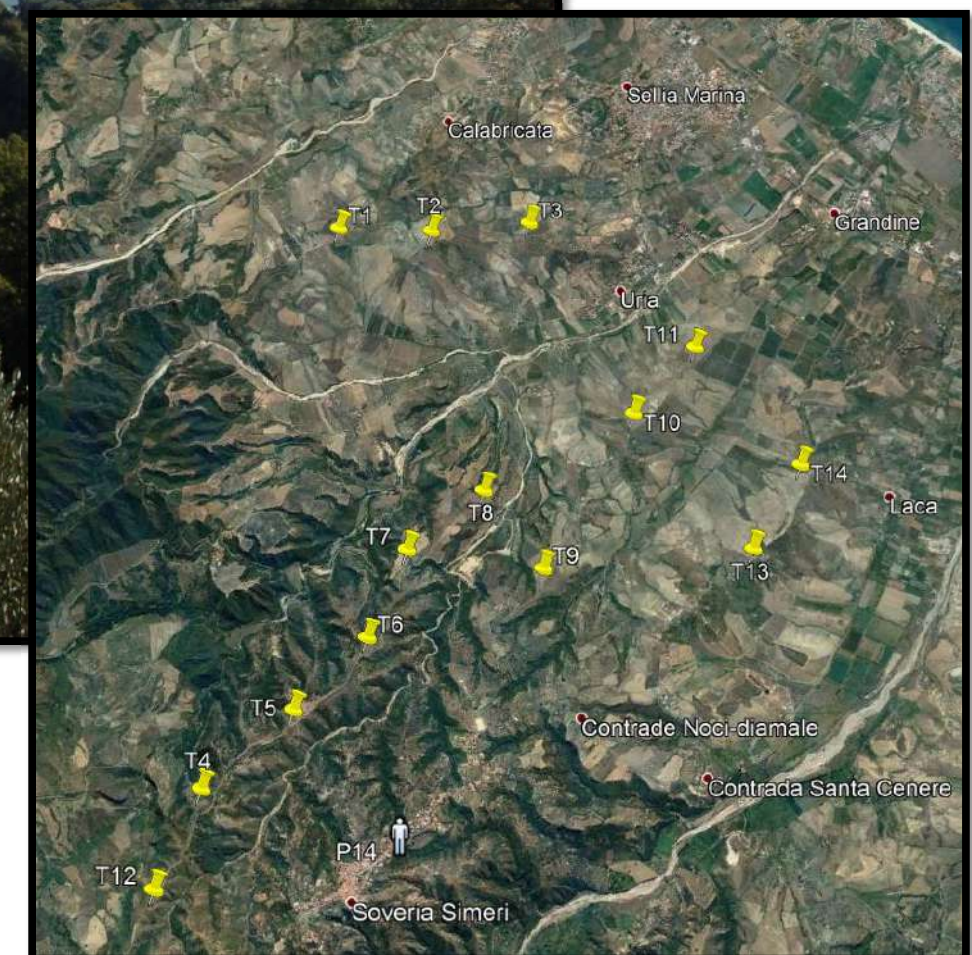 Sellia Marina
Calabricata
T1
T2
T3
Grandine
Uria
T11
T10
T14
Laca
T8
T7
T9
T13
T6
T5
Contrade Noci-diamale
T4
Contrada Santa Cenere
P14
T12
Soveria Simeri